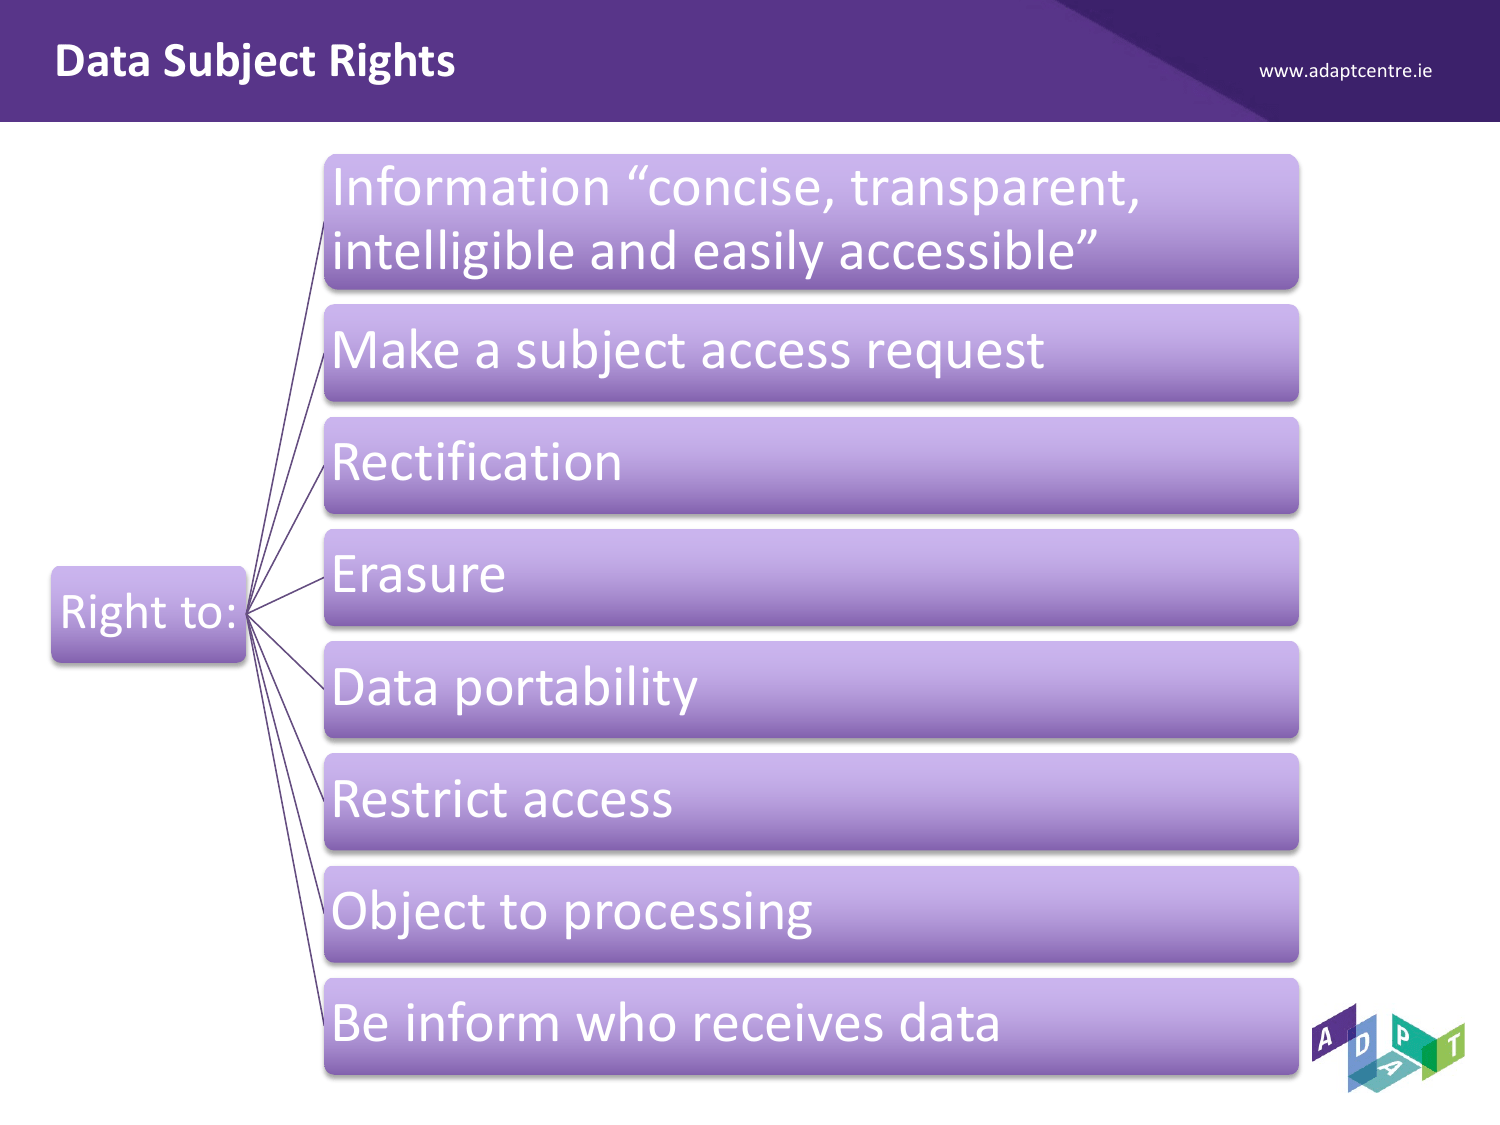 Data Subject Rights
www.adaptcentre.ie
Information “concise, transparent,
intelligible and easily accessible”
Make a subject access request
Rectification
Erasure
Right to:
Data portability
Restrict access
Object to processing
Be inform who receives data
ADAPT